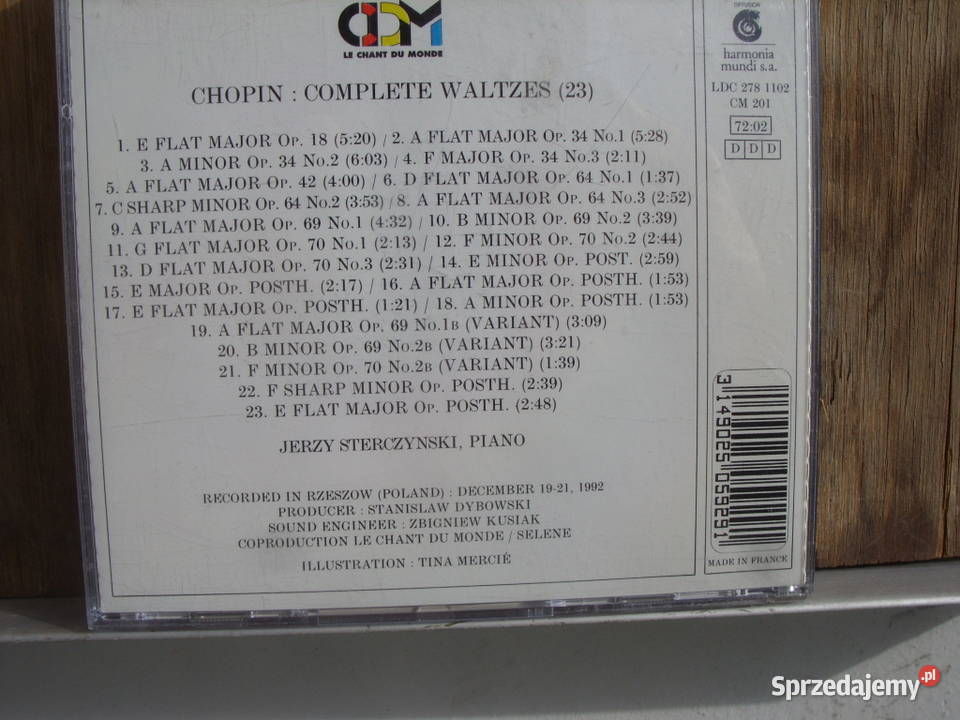 CDM
LE CHANT DU MONDE
CHOPIN : COMPLETE WALTZES (23)
1. E FLAT MAJOR OP. 18 (5:20) / 2. A FLAT MAJOR OP. 34 NO.1 (5:28)
3. A MINOR OP. 34 NO.2 (6:03) / 4. F MAJOR OP. 34 NO.3 (2:11)
5. A FLAT MAJOR OP. 42 (4:00) / 6. D FLAT MAJOR OP. 64 NO.1 (1:37)
7. C SHARP MINOR OP. 64 NO.2 (3:53) / 8. A FLAT MAJOR OP. 64 NO.3 (2:52)
9. A FLAT MAJOR OP. 69 NO.1 (4:32) / 10. B MINOR OP. 69 NO.2 (3:39)
11. G FLAT MAJOR OP. 70 NO.1 (2:13) / 12. F MINOR OP. 70 NO.2 (2:44)
13. D FLAT MAJOR OP. 70 NO.3 (2:31) / 14. E MINOR OP. POST. (2:59)
15. E MAJOR OP. POSTH. (2:17) / 16. A FLAT MAJOR OP. POSTH. (1:53)
17. E FLAT MAJOR OP. POSTH. (1:21) / 18. A MINOR OP. POSTH. (1:53)
19. A FLAT MAJOR OP. 69 NO.1B (VARIANT) (3:09)
20. B MINOR OP. 69 NO.2B (VARIANT) (3:21)
21. F MINOR OP. 70 NO.2B (VARIANT) (1:39)
22. F SHARP MINOR OP. POSTH. (2:39)
23. E FLAT MAJOR OP. POSTH. (2:48)
JERZY STERCZYNSKI, PIANO
RECORDED IN RZESZOW (POLAND) : DECEMBER 19-21, 1992
PRODUCER : STANISLAW DYBOWSKI
SOUND ENGINEER : ZBIGNIEW KUSIAK
COPRODUCTION LE CHANT DU MONDE / SELENE
ILLUSTRATION : TINA MERCIÉ
DIFFUSION
harmonia
mundi s.a.
LDC 278 1102
CM 201
72:02
D D D
3 149025 059291
MADE IN FRANCE
Sprzedajemy.pl